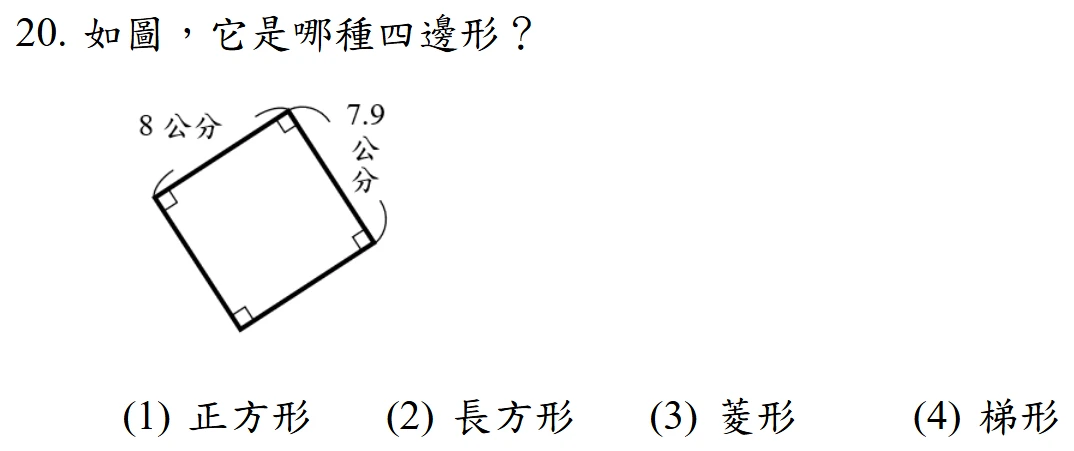 20. 如圖，它是哪種四邊形？
8 公分
7.9
公
分
(1) 正方形 (2) 長方形 (3) 菱形 (4) 梯形